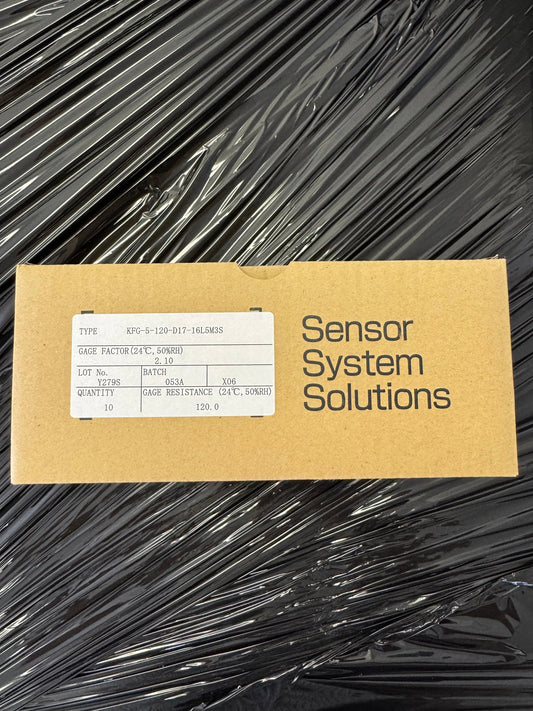 TYPE KFG-5-120-D17-16L5M3S
GAGE FACTOR(24℃, 50%RH)
2.10
LOT No. BATCH
Y279S 053A X06
QUANTITY GAGE RESISTANCE (24℃, 50%RH)
10 120.0
Sensor
System
Solutions